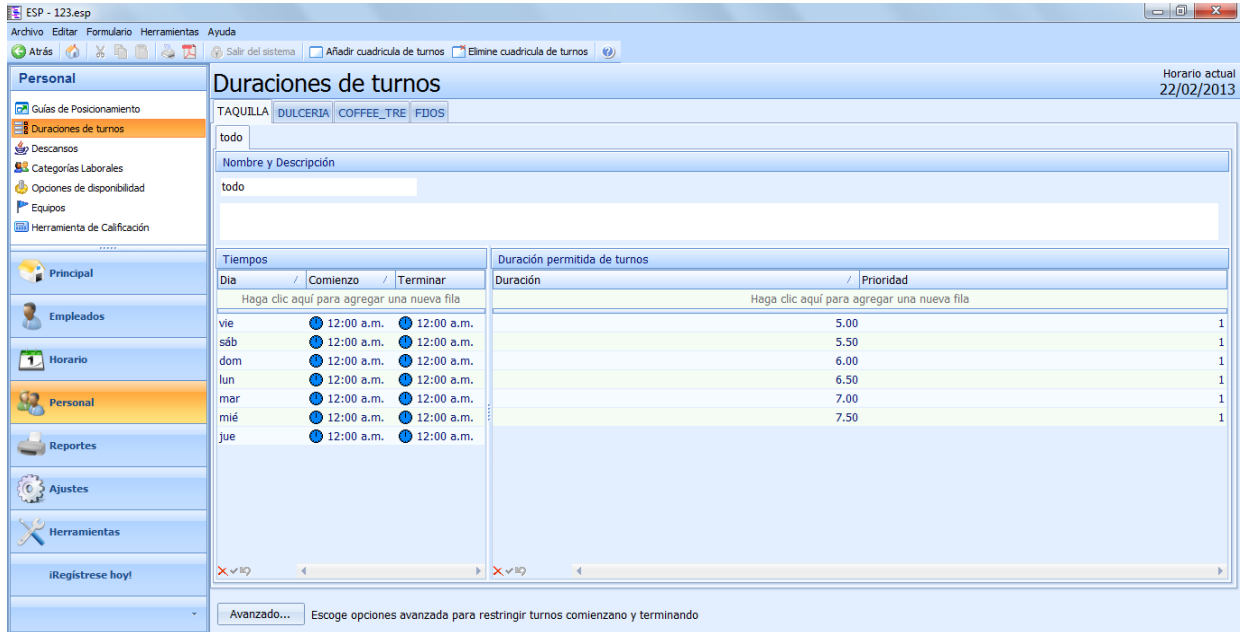 ESP - 123.esp
Archivo Editar Formulario Herramientas Ayuda
Atrás Salir del sistema Añadir cuadricula de turnos Elimine cuadricula de turnos
Personal
Guías de Posicionamiento
Duraciones de turnos
Descansos
Categorías Laborales
Opciones de disponibilidad
Equipos
Herramienta de Calificación
Principal
Empleados
1 Horario
Personal
Reportes
Ajustes
Herramientas
¡Regístrese hoy!
Duraciones de turnos
Horario actual
22/02/2013
TAQUILLA DULCERIA COFFEE_TRE FIJOS
todo
Nombre y Descripción
todo
Tiempos
Dia Comienzo Terminar
Haga clic aquí para agregar una nueva fila
vie 12:00 a.m. 12:00 a.m.
sáb 12:00 a.m. 12:00 a.m.
dom 12:00 a.m. 12:00 a.m.
lun 12:00 a.m. 12:00 a.m.
mar 12:00 a.m. 12:00 a.m.
mié 12:00 a.m. 12:00 a.m.
jue 12:00 a.m. 12:00 a.m.
Duración permitida de turnos
Duración Prioridad
Haga clic aquí para agregar una nueva fila
5.00 1
5.50 1
6.00 1
6.50 1
7.00 1
7.50 1
Avanzado... Escoge opciones avanzada para restringir turnos comienzano y terminando